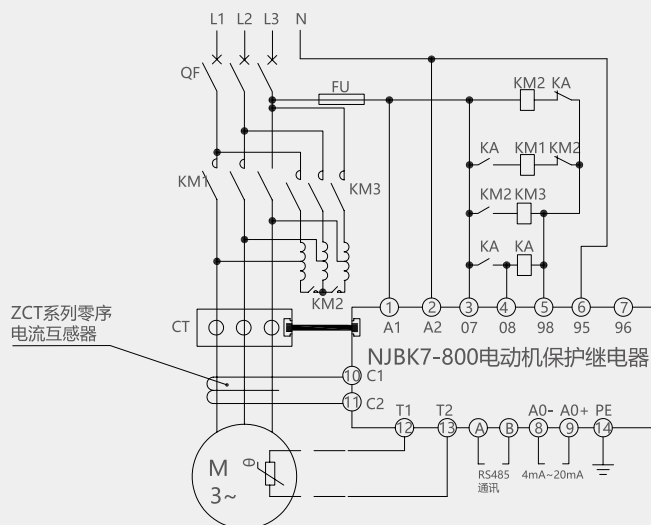 L1 L2 L3 N
QF
FU
KM2 KA
KA KM1 KM2
KM1
KM3
KM2 KM3
KA KA
KM2
ZCT系列零序
电流互感器
CT
1 2 3 4 5 6 7
A1 A2 07 08 98 95 96
NJBK7-800电动机保护继电器
10 C1
11 C2
T1 T2 A0- A0+ PE
12 13 A B 8 9 14
M
3~
θ
RS485
通讯
4mA~20mA